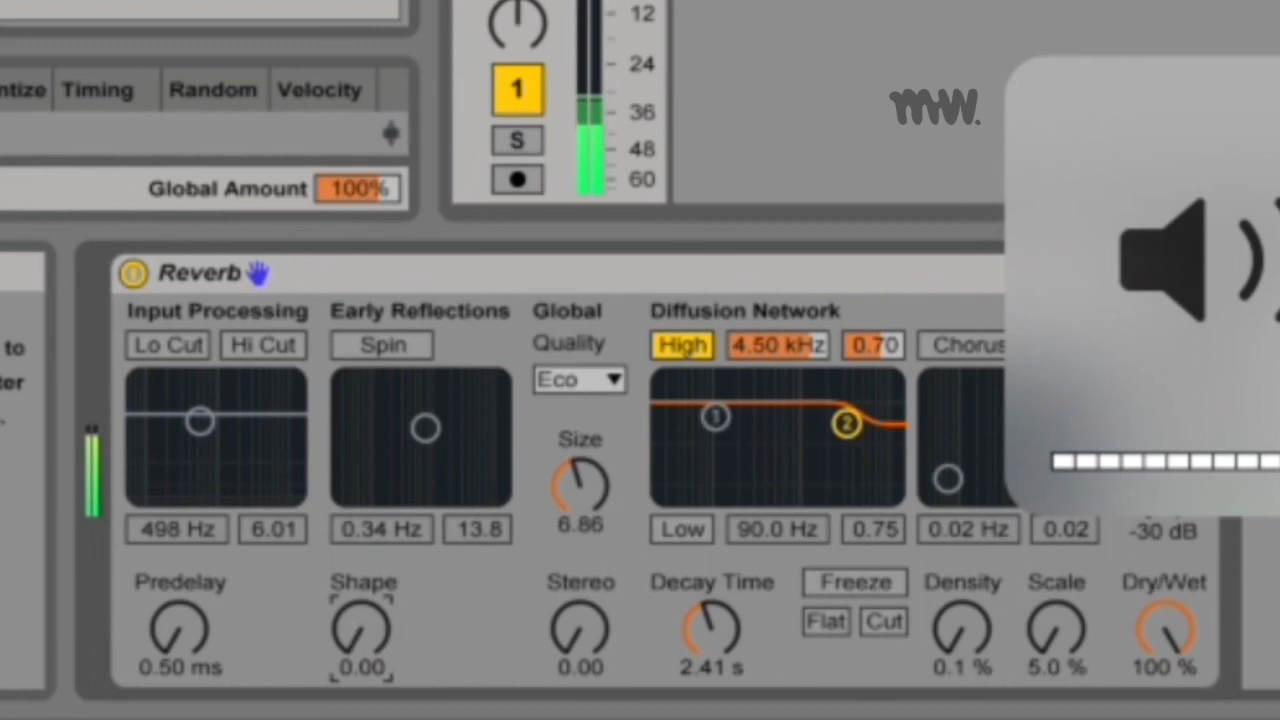 12
24
36
48
60
1
S
mw.
ntize Timing Random Velocity
Global Amount 100%
to
ter
Reverb
Input Processing Early Reflections Global Diffusion Network
Lo Cut Hi Cut Spin Quality High 4.50 kHz 0.70 Chorus
Eco
1 2
Size
6.86
498 Hz 6.01 0.34 Hz 13.8 Low 90.0 Hz 0.75 0.02 Hz 0.02 -30 dB
Predelay Shape Stereo Decay Time Freeze Density Scale Dry/Wet
Flat Cut
0.50 ms 0.00 0.00 2.41 s 0.1 % 5.0 % 100 %